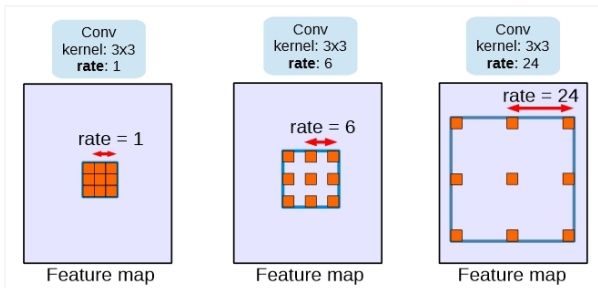 Conv
kernel: 3x3
rate: 1
Conv
kernel: 3x3
rate: 6
Conv
kernel: 3x3
rate: 24
rate = 1
rate = 6
rate = 24
Feature map
Feature map
Feature map